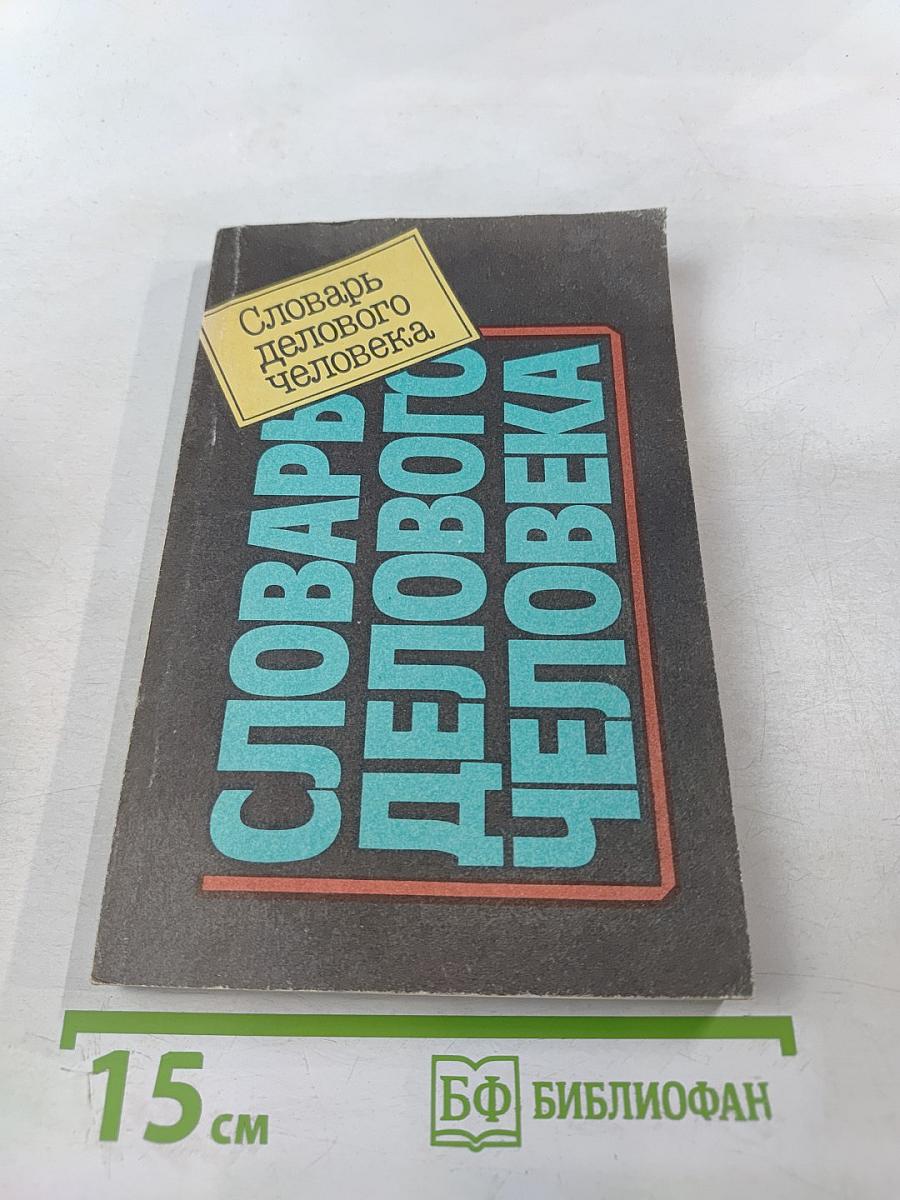 Словарь
делового
человека
СЛОВАРЬ
ДЕЛОВОГО
ЧЕЛОВЕКА
15 см
БФ БИБЛИОФАН